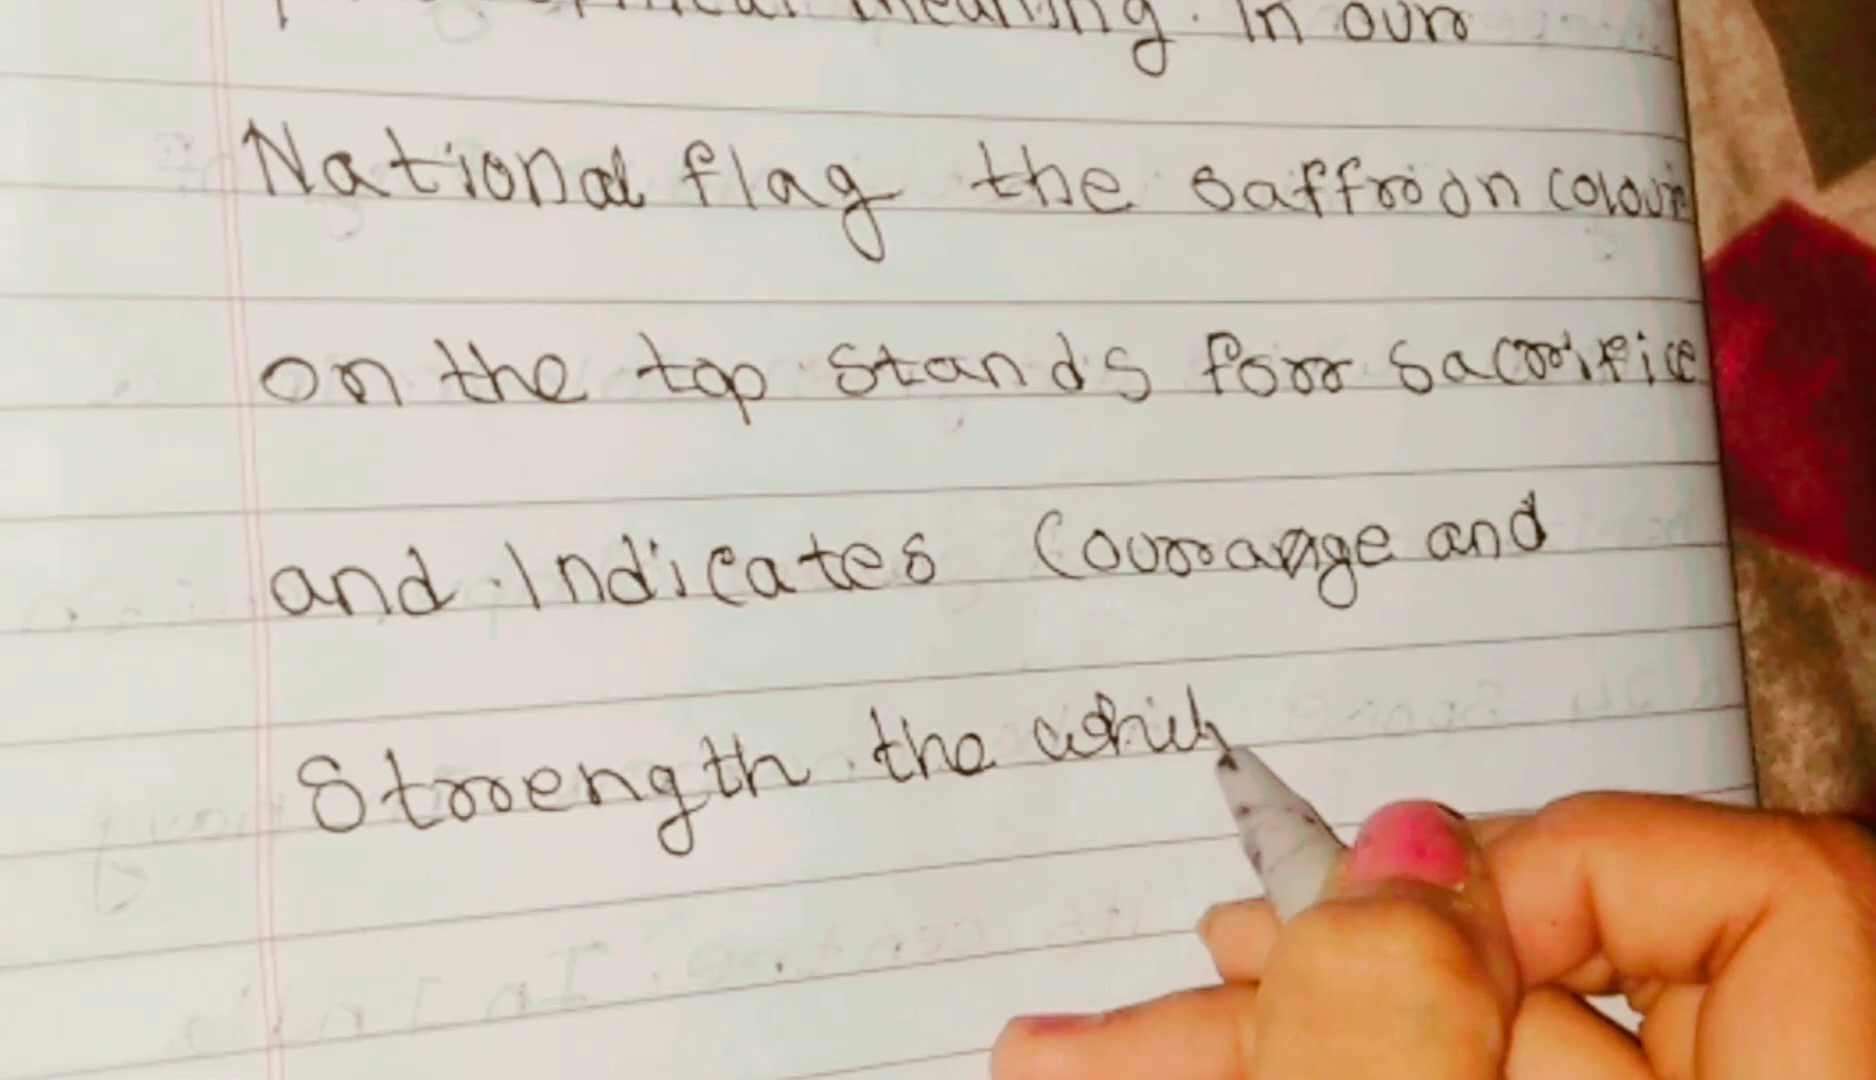 meaning. In our
National flag the saffron colour
on the top stands for sacrifice
and Indicates Courage and
Strength the